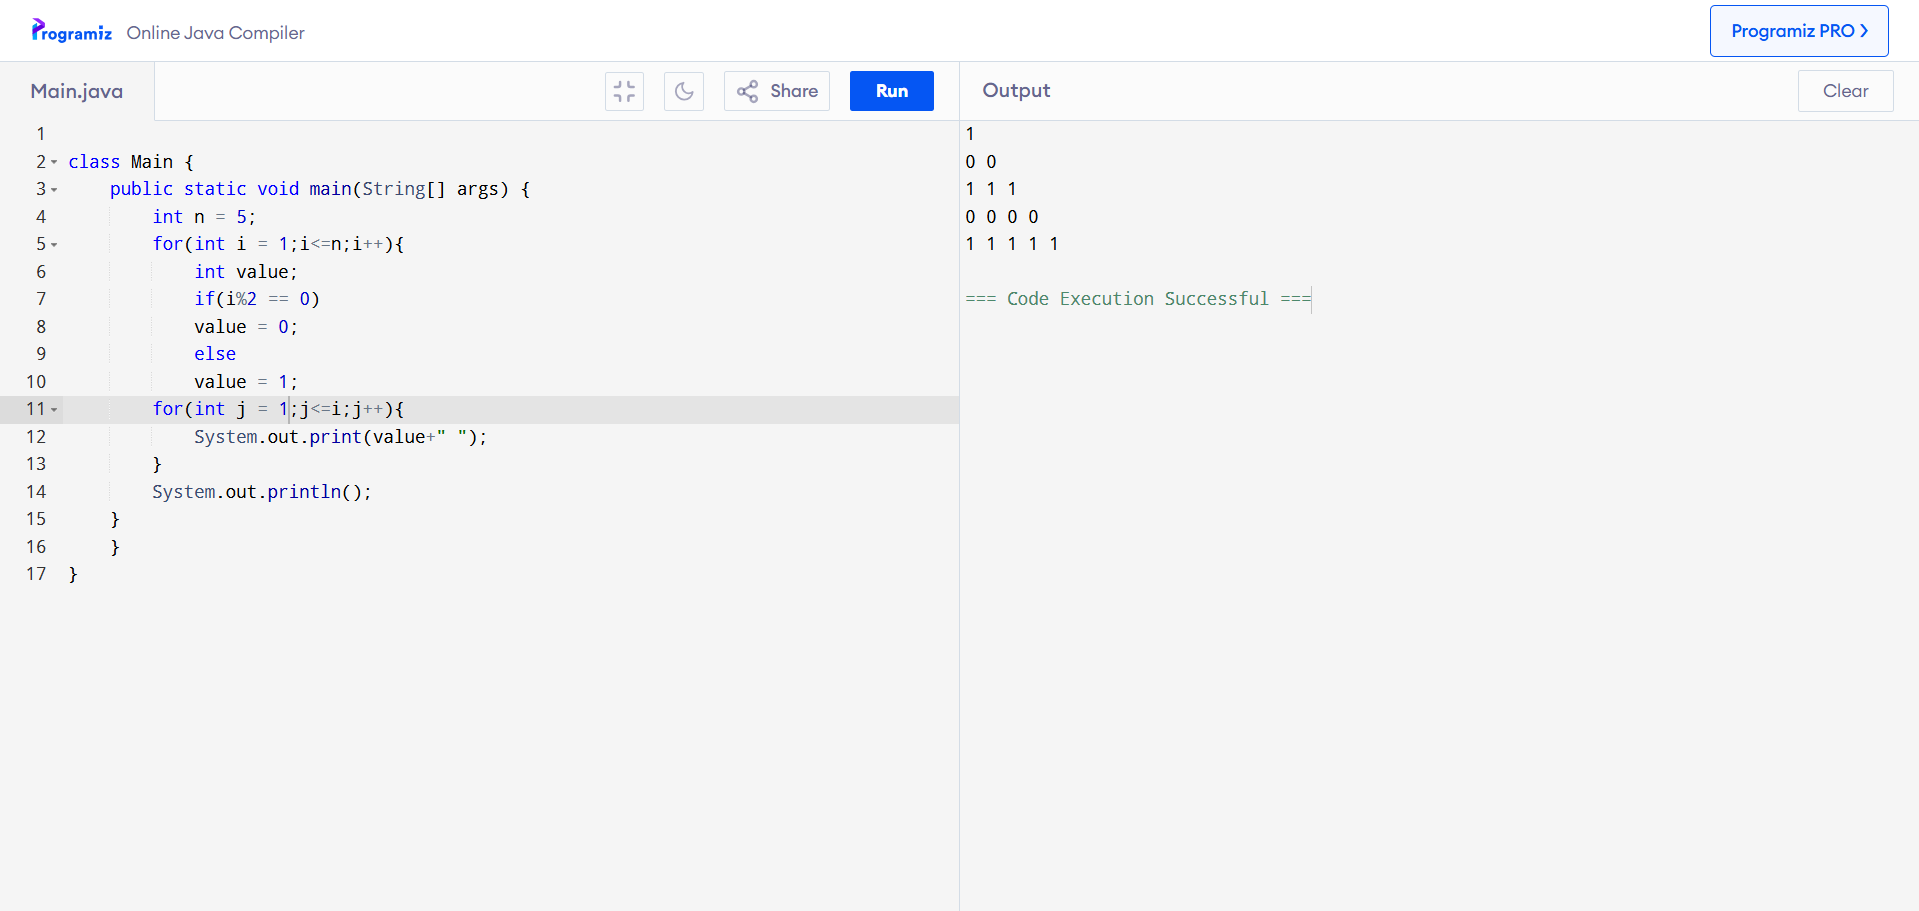 Programiz Online Java Compiler
Programiz PRO >
Main.java
Share
Run
Output
Clear
1
2 class Main {
3     public static void main(String[] args) {
4         int n = 5;
5         for(int i = 1;i<=n;i++){
6             int value;
7             if(i%2 == 0)
8             value = 0;
9             else
10             value = 1;
11         for(int j = 1;j<=i;j++){
12             System.out.print(value+" ");
13         }
14         System.out.println();
15     }
16     }
17 }
1
0 0
1 1 1
0 0 0 0
1 1 1 1 1
=== Code Execution Successful ===